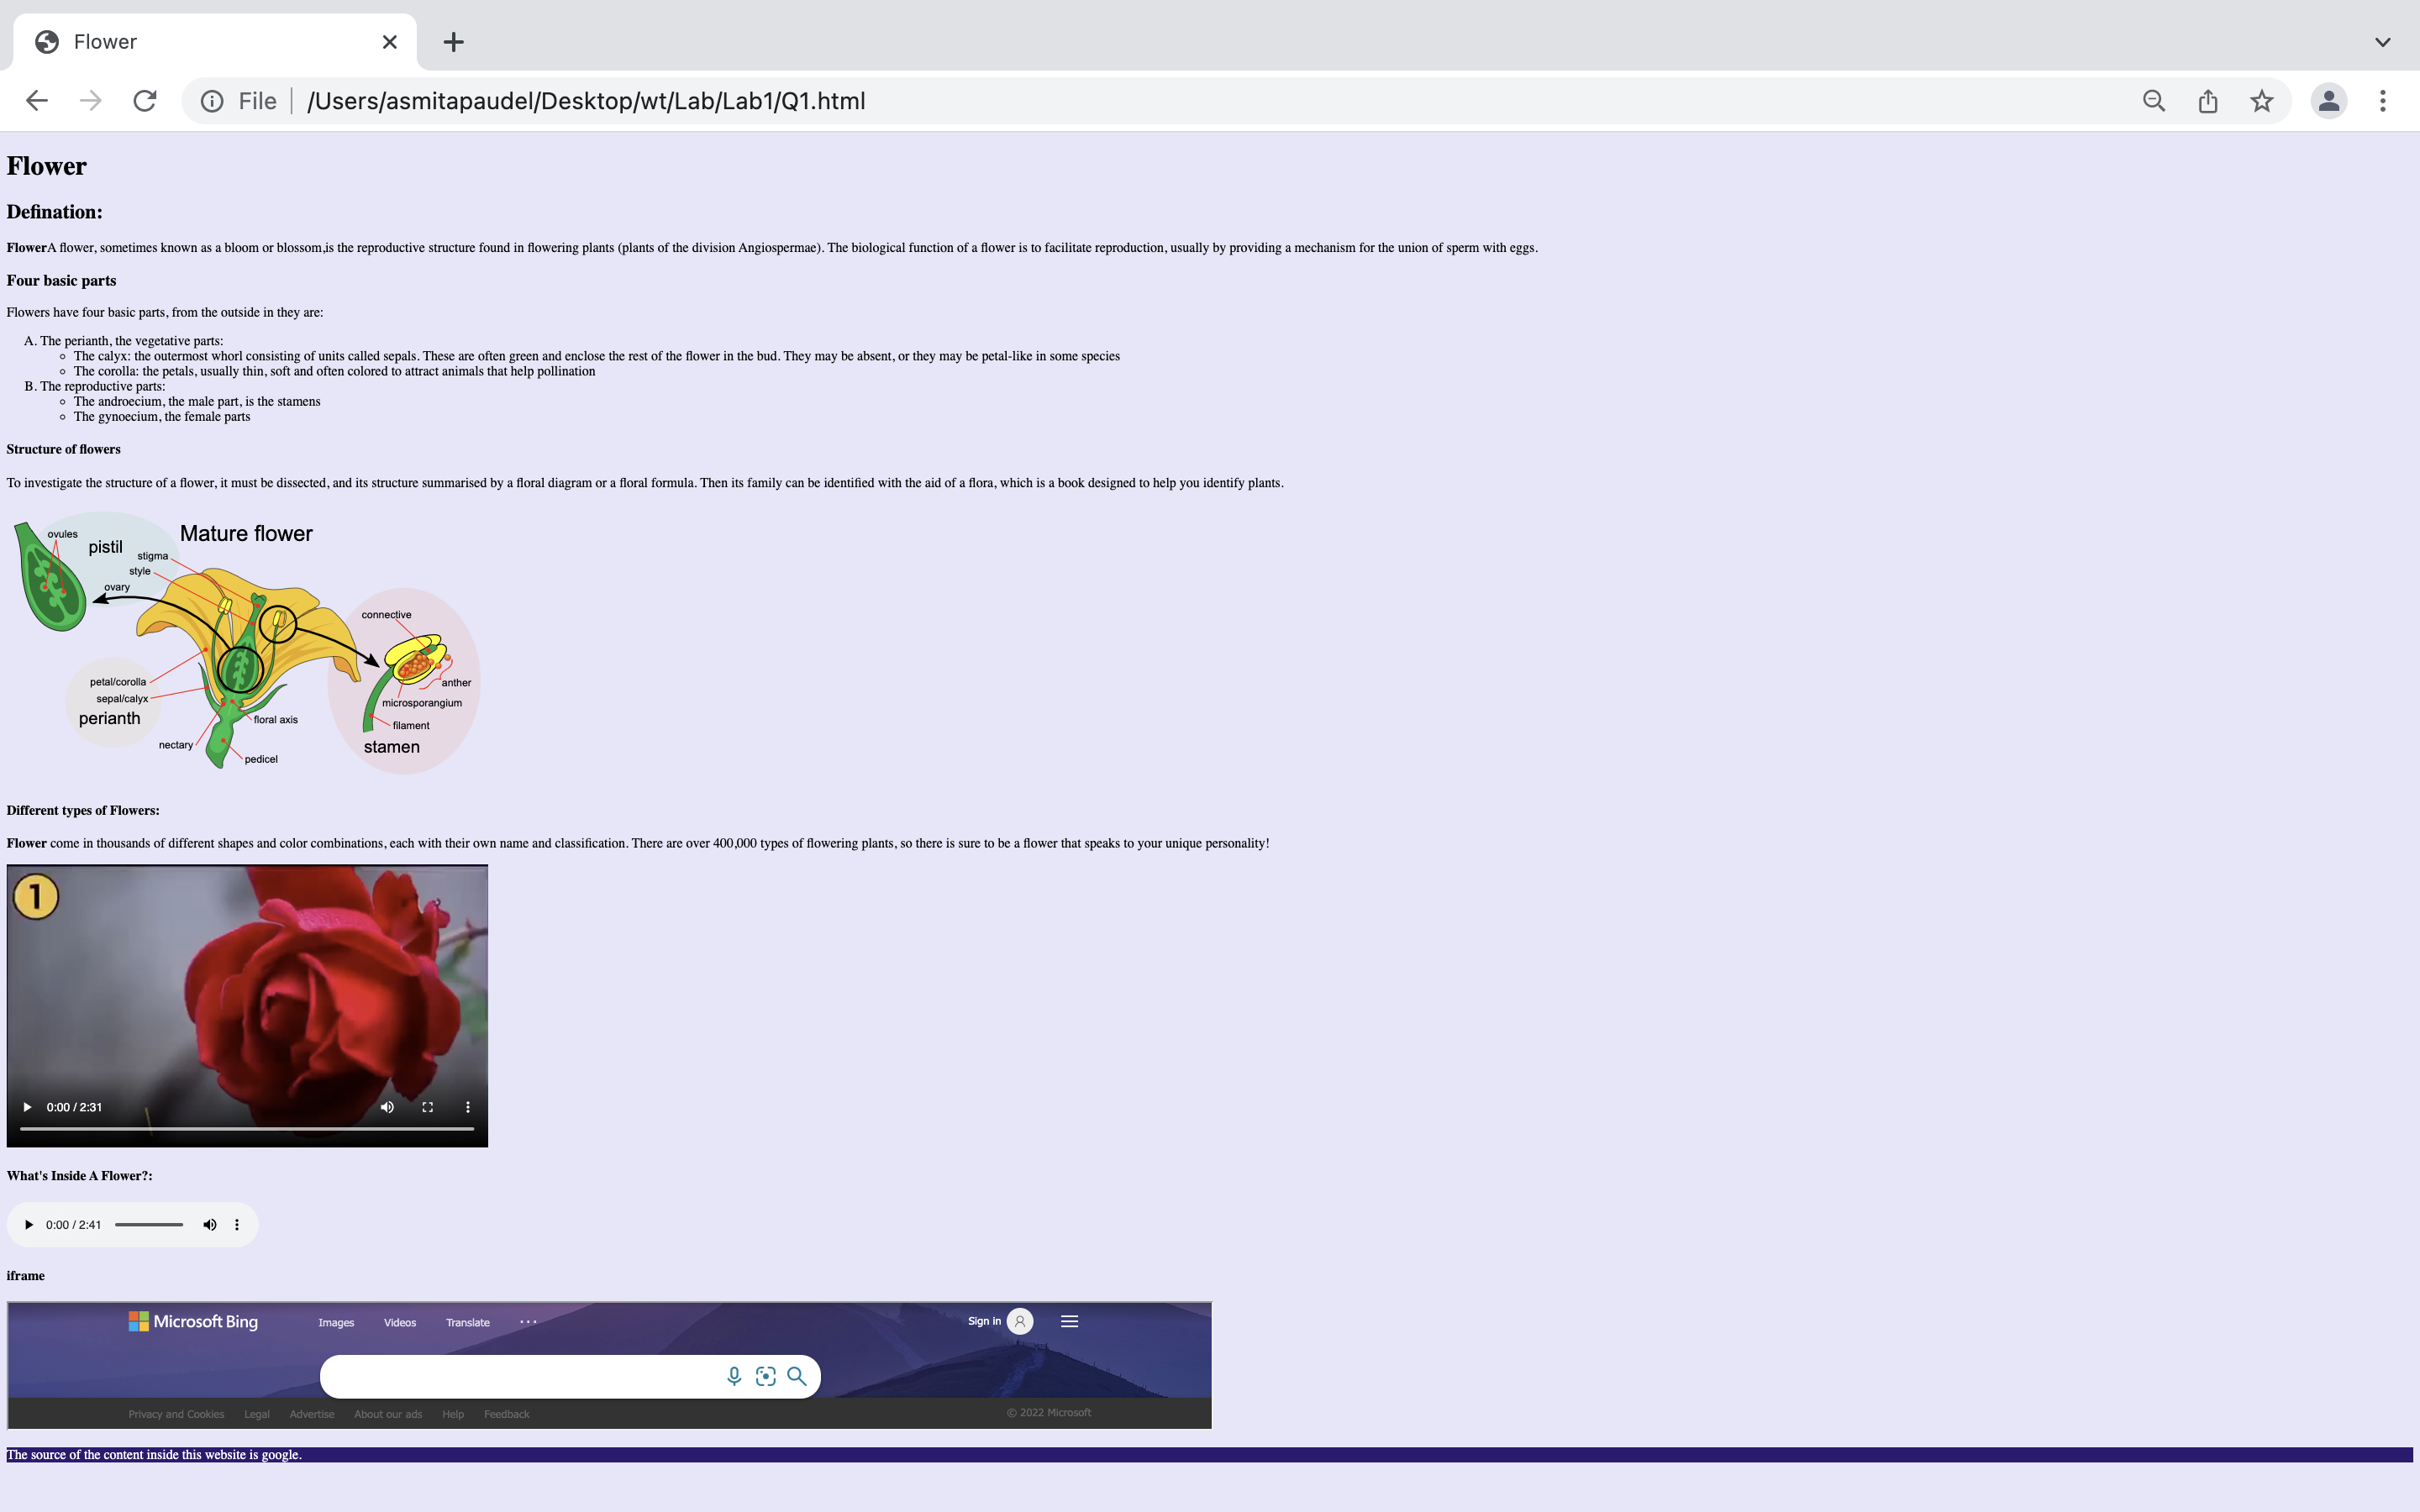 Flower
File
/Users/asmitapaudel/Desktop/wt/Lab/Lab1/Q1.html
Flower
Defination:
FlowerA flower, sometimes known as a bloom or blossom,is the reproductive structure found in flowering plants (plants of the division Angiospermae). The biological function of a flower is to facilitate reproduction, usually by providing a mechanism for the union of sperm with eggs.
Four basic parts
Flowers have four basic parts, from the outside in they are:
A. The perianth, the vegetative parts:
The calyx: the outermost whorl consisting of units called sepals. These are often green and enclose the rest of the flower in the bud. They may be absent, or they may be petal-like in some species
The corolla: the petals, usually thin, soft and often colored to attract animals that help pollination
B. The reproductive parts:
The androecium, the male part, is the stamens
The gynoecium, the female parts
Structure of flowers
To investigate the structure of a flower, it must be dissected, and its structure summarised by a floral diagram or a floral formula. Then its family can be identified with the aid of a flora, which is a book designed to help you identify plants.
Mature flower
ovules
pistil
stigma
style
ovary
connective
petal/corolla
sepal/calyx
perianth
anther
microsporangium
floral axis
filament
nectary
stamen
pedicel
Different types of Flowers:
Flower come in thousands of different shapes and color combinations, each with their own name and classification. There are over 400,000 types of flowering plants, so there is sure to be a flower that speaks to your unique personality!
1
0:00 / 2:31
What's Inside A Flower?:
0:00 / 2:41
iframe
Microsoft Bing Images Videos Translate ... Sign in
Privacy and Cookies Legal Advertise About our ads Help Feedback © 2022 Microsoft
The source of the content inside this website is google.